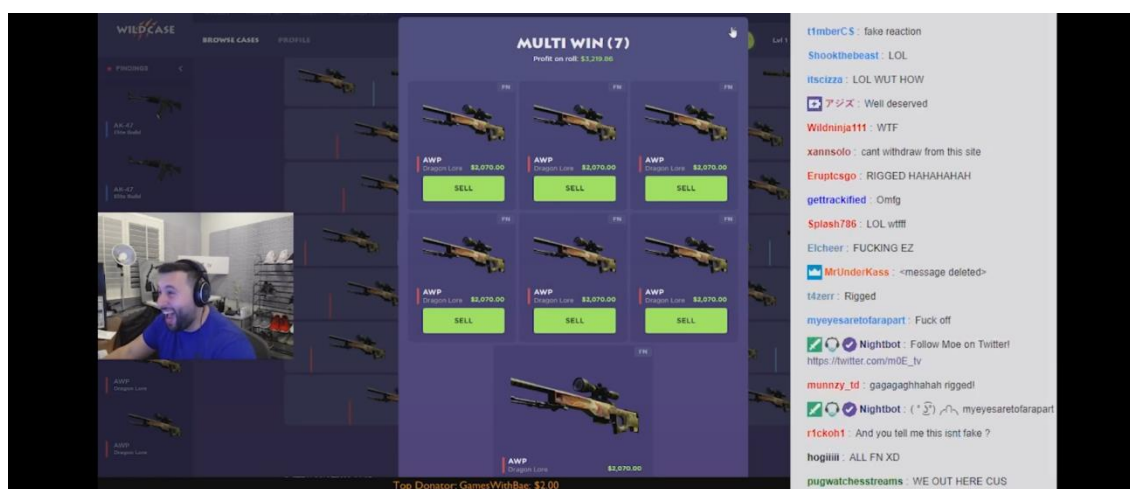 WILDCASE
BROWSE CASES
PROFILE
Lvl 1
PINCINGS
AK-47
Elite Build
AK-47
Elite Build
AWP
Dragon Lore
AWP
Dragon Lore
MULTI WIN (7)
Profit on roll: $3,219.86
FN
FN
FN
AWP
Dragon Lore $2,070.00
AWP
Dragon Lore $2,070.00
AWP
Dragon Lore $2,070.00
SELL
SELL
SELL
FN
FN
FN
AWP
Dragon Lore $2,070.00
AWP
Dragon Lore $2,070.00
AWP
Dragon Lore $2,070.00
SELL
SELL
SELL
FN
AWP
Dragon Lore $2,070.00
Top Donator: GamesWithBae: $2.00
t1mberCS : fake reaction
Shookthebeast : LOL
itscizza : LOL WUT HOW
アジズ : Well deserved
Wildninja111 : WTF
xannsolo : cant withdraw from this site
Eruptcsgo : RIGGED HAHAHAHAH
gettrackified : Omfg
Splash786 : LOL wtfff
Elcheer : FUCKING EZ
MrUnderKass : <message deleted>
t4zerr : Rigged
myeyesaretofarapart : Fuck off
Nightbot : Follow Moe on Twitter!
https://twitter.com/m0E_tv
munnzy_td : gagagaghhahah rigged!
Nightbot : myeyesaretofarapart
r1ckoh1 : And you tell me this isnt fake ?
hogiiiii : ALL FN XD
pugwatchesstreams : WE OUT HERE CUS